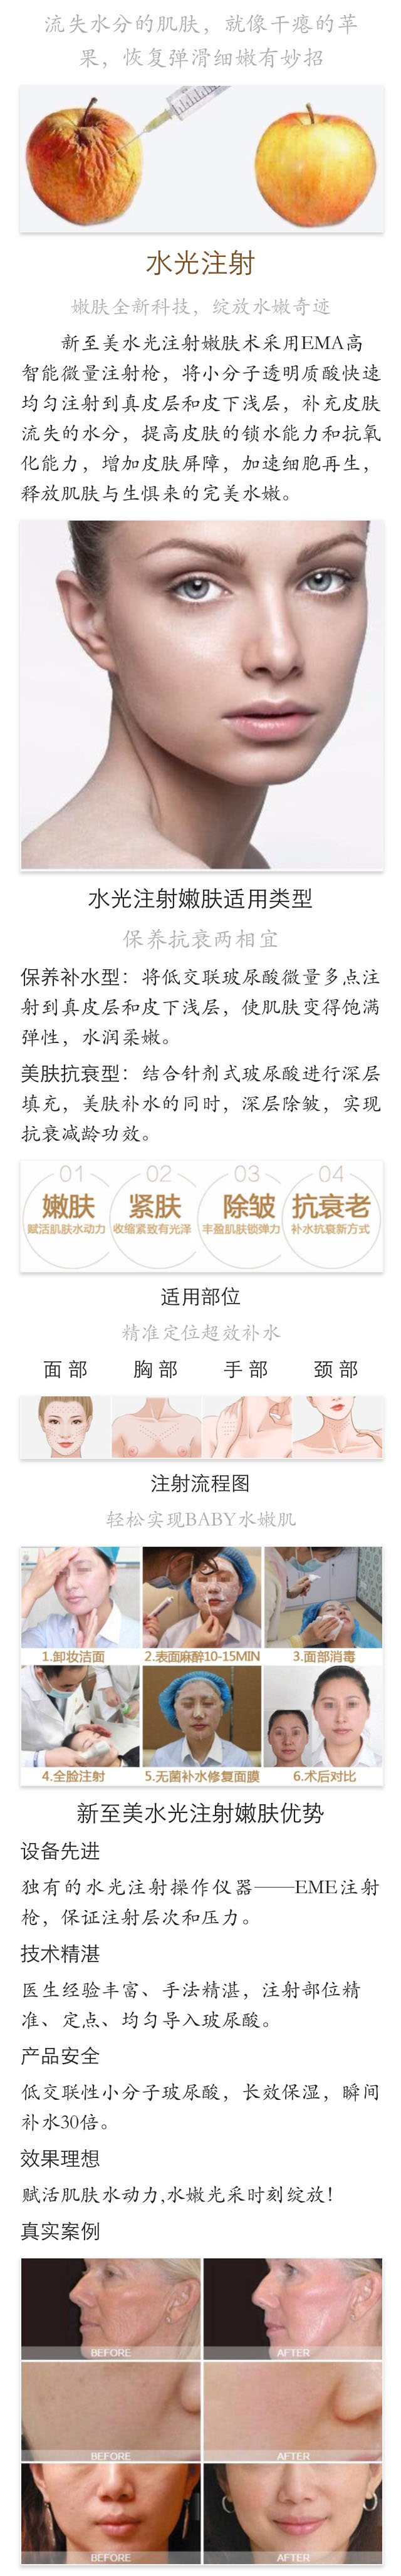 流失水分的肌肤，就像干瘪的苹
果，恢复弹滑细嫩有妙招
水光注射
嫩肤全新科技，绽放水嫩奇迹
新至美水光注射嫩肤术采用EMA高
智能微量注射枪，将小分子透明质酸快速
均匀注射到真皮层和皮下浅层，补充皮肤
流失的水分，提高皮肤的锁水能力和抗氧
化能力，增加皮肤屏障，加速细胞再生，
释放肌肤与生惧来的完美水嫩。
水光注射嫩肤适用类型
保养抗衰两相宜
保养补水型：将低交联玻尿酸微量多点注
射到真皮层和皮下浅层，使肌肤变得饱满
弹性，水润柔嫩。
美肤抗衰型：结合针剂式玻尿酸进行深层
填充，美肤补水的同时，深层除皱，实现
抗衰减龄功效。
01 02 03 04
嫩肤 紧肤 除皱 抗衰老
赋活肌肤水动力 收缩紧致有光泽 丰盈肌肤锁弹力 补水抗衰新方式
适用部位
精准定位超效补水
面 部 胸 部 手 部 颈 部
注射流程图
轻松实现BABY水嫩肌
1.卸妆洁面 2.表面麻醉10-15MIN 3.面部消毒
4.全脸注射 5.无菌补水修复面膜 6.术后对比
新至美水光注射嫩肤优势
设备先进
独有的水光注射操作仪器——EME注射
枪，保证注射层次和压力。
技术精湛
医生经验丰富、手法精湛，注射部位精
准、定点、均匀导入玻尿酸。
产品安全
低交联性小分子玻尿酸，长效保湿，瞬间
补水30倍。
效果理想
赋活肌肤水动力,水嫩光采时刻绽放！
真实案例
BEFORE AFTER
BEFORE AFTER
BEFORE AFTER